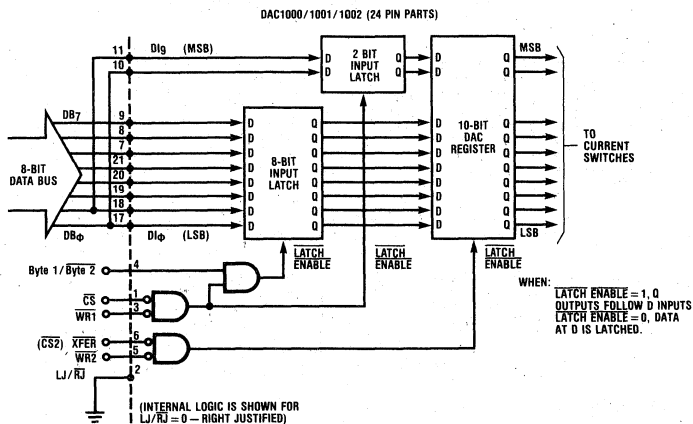 DAC1000/1001/1002 (24 PIN PARTS)
11 DI9 (MSB)
10
D Q
D Q
2 BIT
INPUT
LATCH
D Q MSB
D Q
DB7 9
8
7
8-BIT
DATA BUS
21
20
19
18
17
DBΦ DIΦ (LSB)
D Q
D Q
D Q
D Q
D Q
D Q
D Q
D Q
8-BIT
INPUT
LATCH
D Q
D Q
D Q
D Q
D Q
D Q
D Q
D Q
10-BIT
DAC
REGISTER
LSB
TO
CURRENT
SWITCHES
LATCH
ENABLE
LATCH
ENABLE
LATCH
ENABLE
Byte 1/Byte 2 4
CS 1
WR1 3
(CS2) XFER 6
WR2 5
LJ/RJ 2
WHEN:
LATCH ENABLE = 1, Q
OUTPUTS FOLLOW D INPUTS
LATCH ENABLE = 0, DATA
AT D IS LATCHED.
(INTERNAL LOGIC IS SHOWN FOR
LJ/RJ = 0 — RIGHT JUSTIFIED)